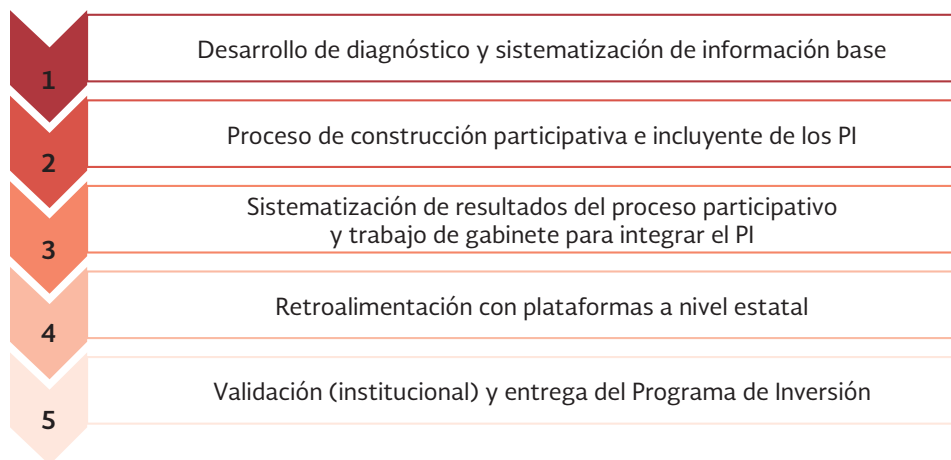 1
Desarrollo de diagnóstico y sistematización de información base
2
Proceso de construcción participativa e incluyente de los PI
3
Sistematización de resultados del proceso participativo
y trabajo de gabinete para integrar el PI
4
Retroalimentación con plataformas a nivel estatal
5
Validación (institucional) y entrega del Programa de Inversión